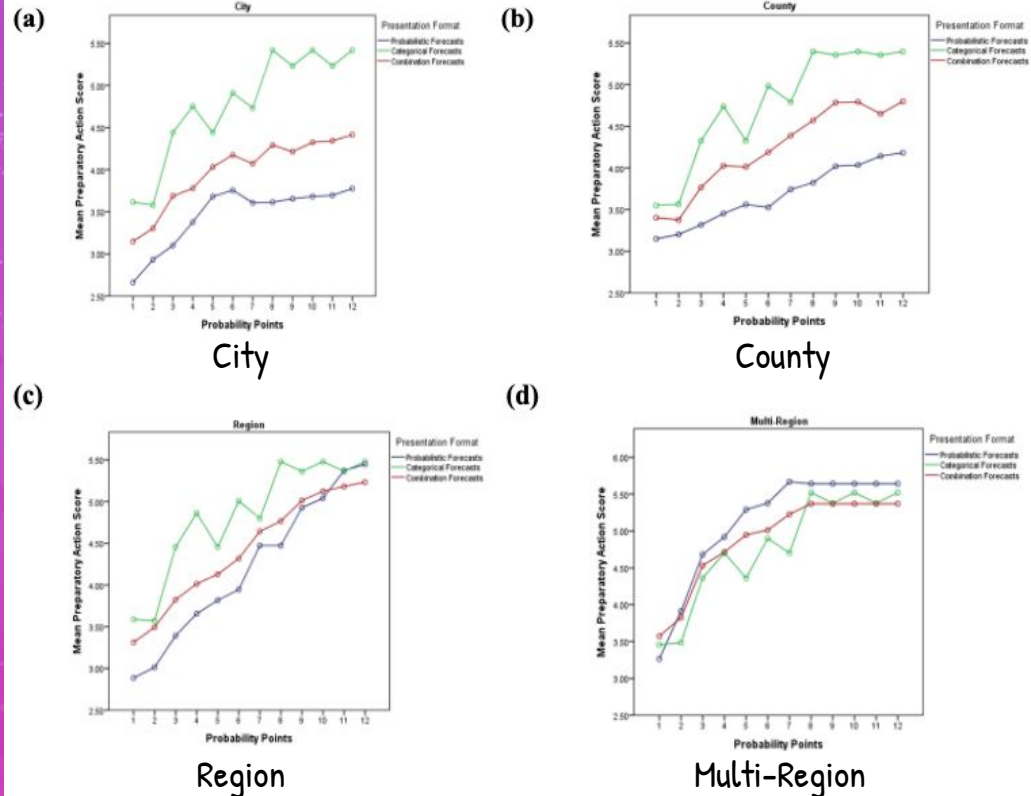 (a)
City
Presentation Format
Probabilistic Forecasts
Categorical Forecasts
Combination Forecasts
Mean Preparatory Action Score
5.50
5.00
4.50
4.00
3.50
3.00
2.50
1 2 3 4 5 6 7 8 9 10 11 12
Probability Points
City
(b)
County
Presentation Format
Probabilistic Forecasts
Categorical Forecasts
Combination Forecasts
Mean Preparatory Action Score
5.50
5.00
4.50
4.00
3.50
3.00
2.50
1 2 3 4 5 6 7 8 9 10 11 12
Probability Points
County
(c)
Region
Presentation Format
Probabilistic Forecasts
Categorical Forecasts
Combination Forecasts
Mean Preparatory Action Score
5.50
5.00
4.50
4.00
3.50
3.00
2.50
1 2 3 4 5 6 7 8 9 10 11 12
Probability Points
Region
(d)
Multi-Region
Presentation Format
Probabilistic Forecasts
Categorical Forecasts
Combination Forecasts
Mean Preparatory Action Score
6.00
5.50
5.00
4.50
4.00
3.50
3.00
2.50
1 2 3 4 5 6 7 8 9 10 11 12
Probability Points
Multi-Region